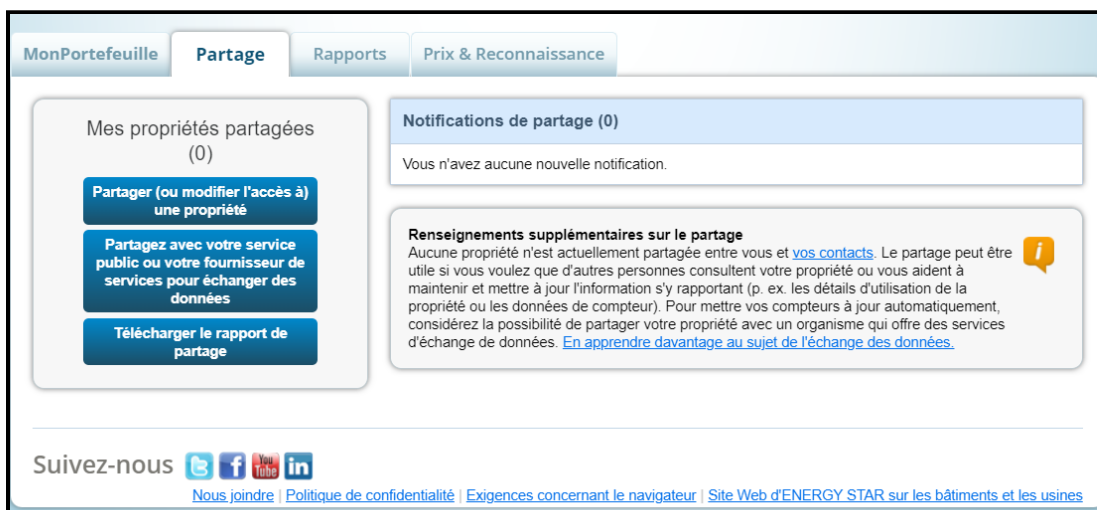 MonPortefeuille
Partage
Rapports
Prix & Reconnaissance
Mes propriétés partagées
(0)
Partager (ou modifier l'accès à)
une propriété
Partagez avec votre service
public ou votre fournisseur de
services pour échanger des
données
Télécharger le rapport de
partage
Notifications de partage (0)
Vous n'avez aucune nouvelle notification.
Renseignements supplémentaires sur le partage
Aucune propriété n'est actuellement partagée entre vous et vos contacts. Le partage peut être
utile si vous voulez que d'autres personnes consultent votre propriété ou vous aident à
maintenir et mettre à jour l'information s'y rapportant (p. ex. les détails d'utilisation de la
propriété ou les données de compteur). Pour mettre vos compteurs à jour automatiquement,
considérez la possibilité de partager votre propriété avec un organisme qui offre des services
d'échange de données. En apprendre davantage au sujet de l'échange des données.
i
Suivez-nous
f
You
Tube
in
Nous joindre | Politique de confidentialité | Exigences concernant le navigateur | Site Web d'ENERGY STAR sur les bâtiments et les usines